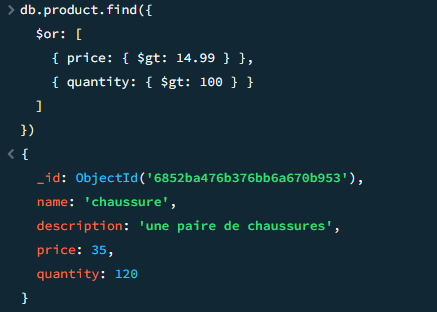 > db.product.find({
$or: [
{ price: { $gt: 14.99 } },
{ quantity: { $gt: 100 } }
]
})
< {
_id: ObjectId('6852ba476b376bb6a670b953'),
name: 'chaussure',
description: 'une paire de chaussures',
price: 35,
quantity: 120
}